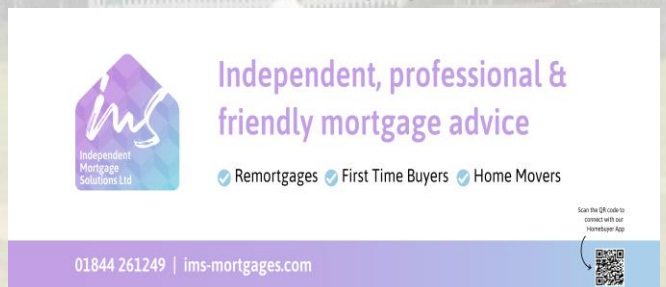 ims
Independent
Mortgage
Solutions Ltd
Independent, professional &
friendly mortgage advice
Remortgages First Time Buyers Home Movers
Scan the QR code to
connect with our
Homebuyer App
01844 261249 | ims-mortgages.com